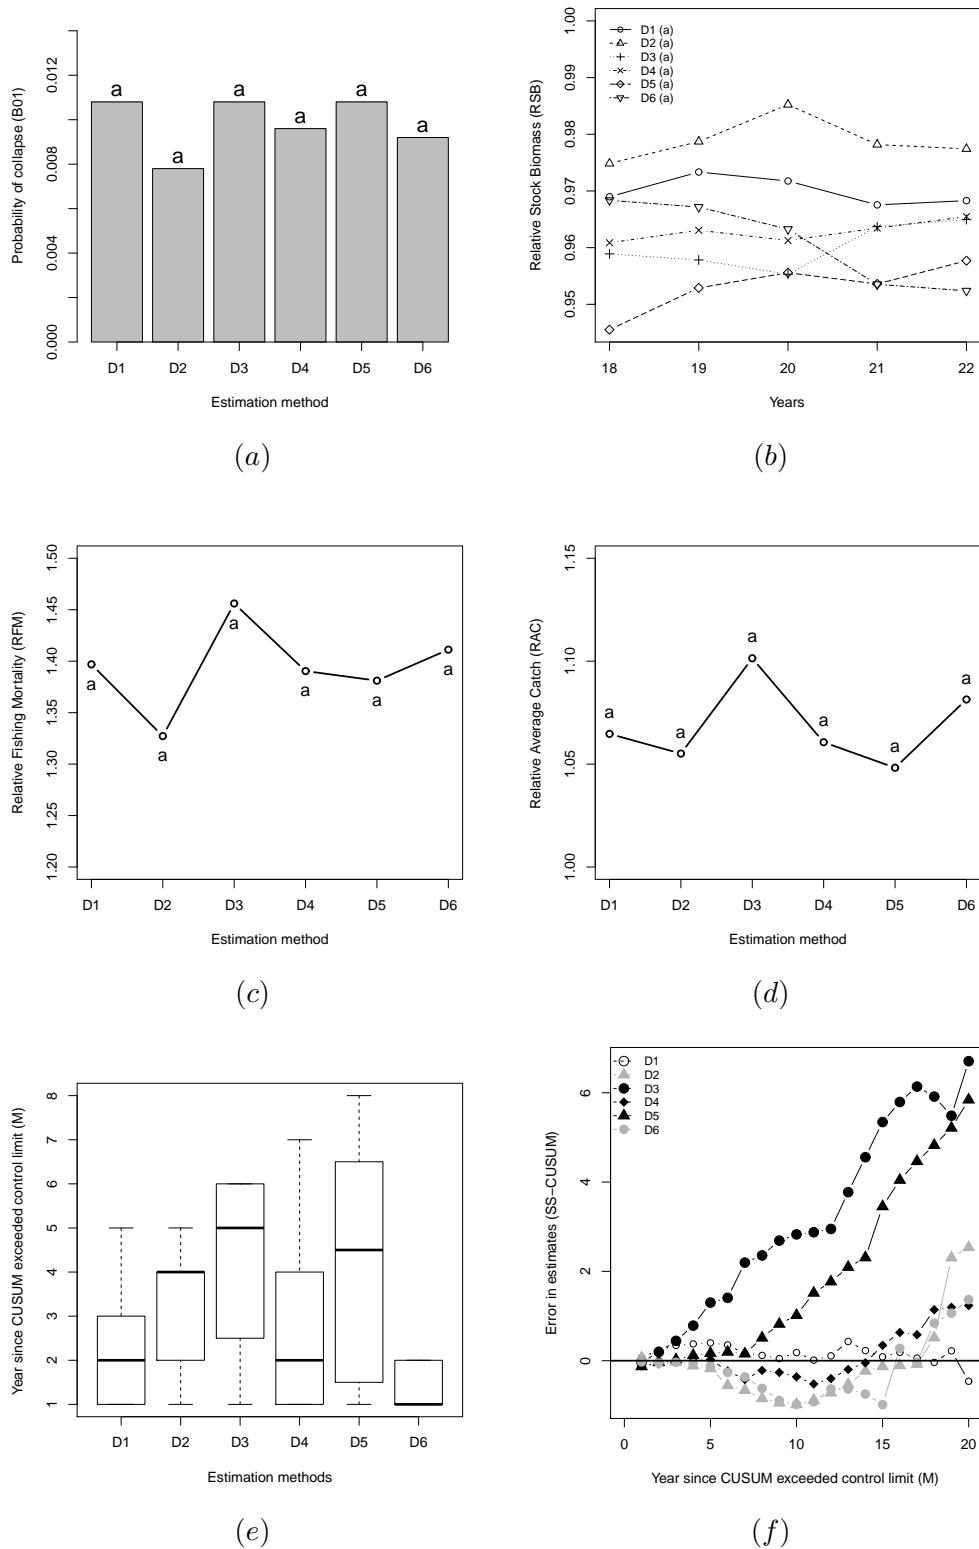 Probability of collapse (B01)
0.000 0.004 0.008 0.012
a a a a a a
D1 D2 D3 D4 D5 D6
Estimation method
(a)
Relative Stock Biomass (RSB)
0.95 0.96 0.97 0.98 0.99 1.00
D1 (a)
D2 (a)
D3 (a)
D4 (a)
D5 (a)
D6 (a)
18 19 20 21 22
Years
(b)
Relative Fishing Mortality (RFM)
1.20 1.25 1.30 1.35 1.40 1.45 1.50
a a a a a a
D1 D2 D3 D4 D5 D6
Estimation method
(c)
Relative Average Catch (RAC)
1.00 1.05 1.10 1.15
a a a a a a
D1 D2 D3 D4 D5 D6
Estimation method
(d)
Year since CUSUM exceeded control limit (M)
1 2 3 4 5 6 7 8
D1 D2 D3 D4 D5 D6
Estimation methods
(e)
Error in estimates (SS−CUSUM)
0 2 4 6
D1
D2
D3
D4
D5
D6
0 5 10 15 20
Year since CUSUM exceeded control limit (M)
(f)